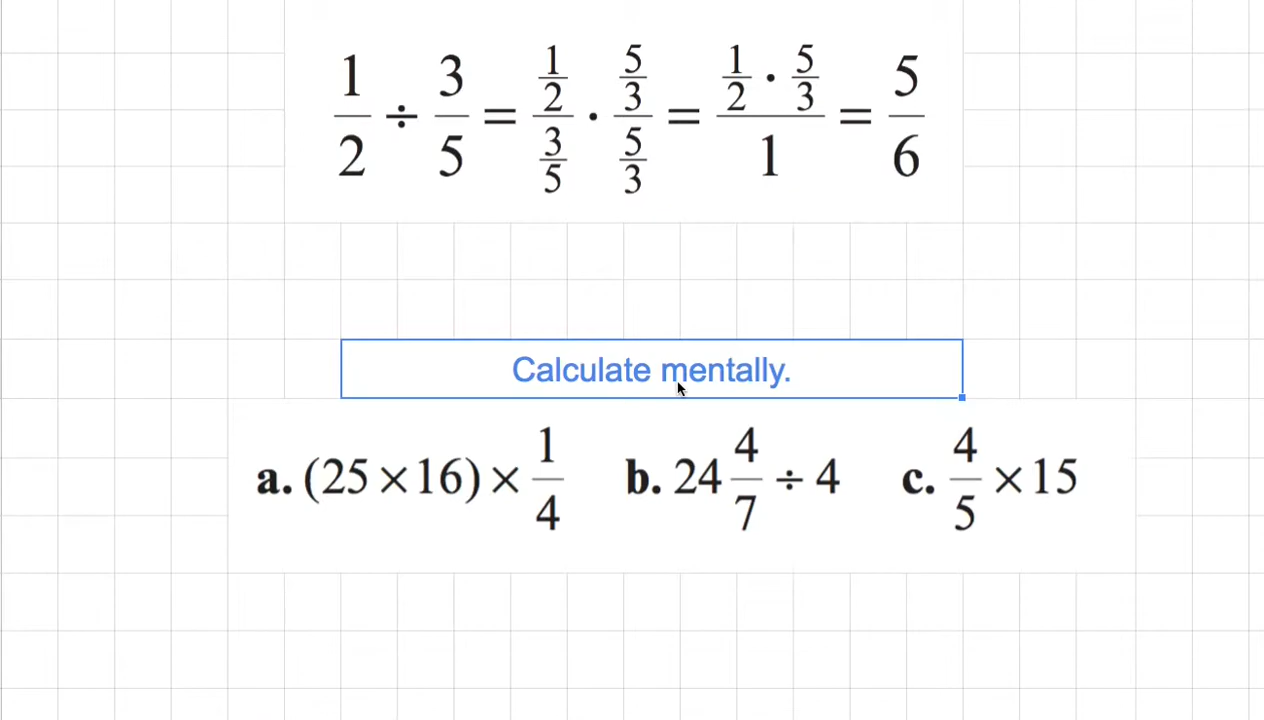 1/2 ÷ 3/5 = (1/2)/(3/5) · (5/3)/(5/3) = (1/2 · 5/3)/1 = 5/6
Calculate mentally.
a. (25 × 16) × 1/4 b. 24 4/7 ÷ 4 c. 4/5 × 15